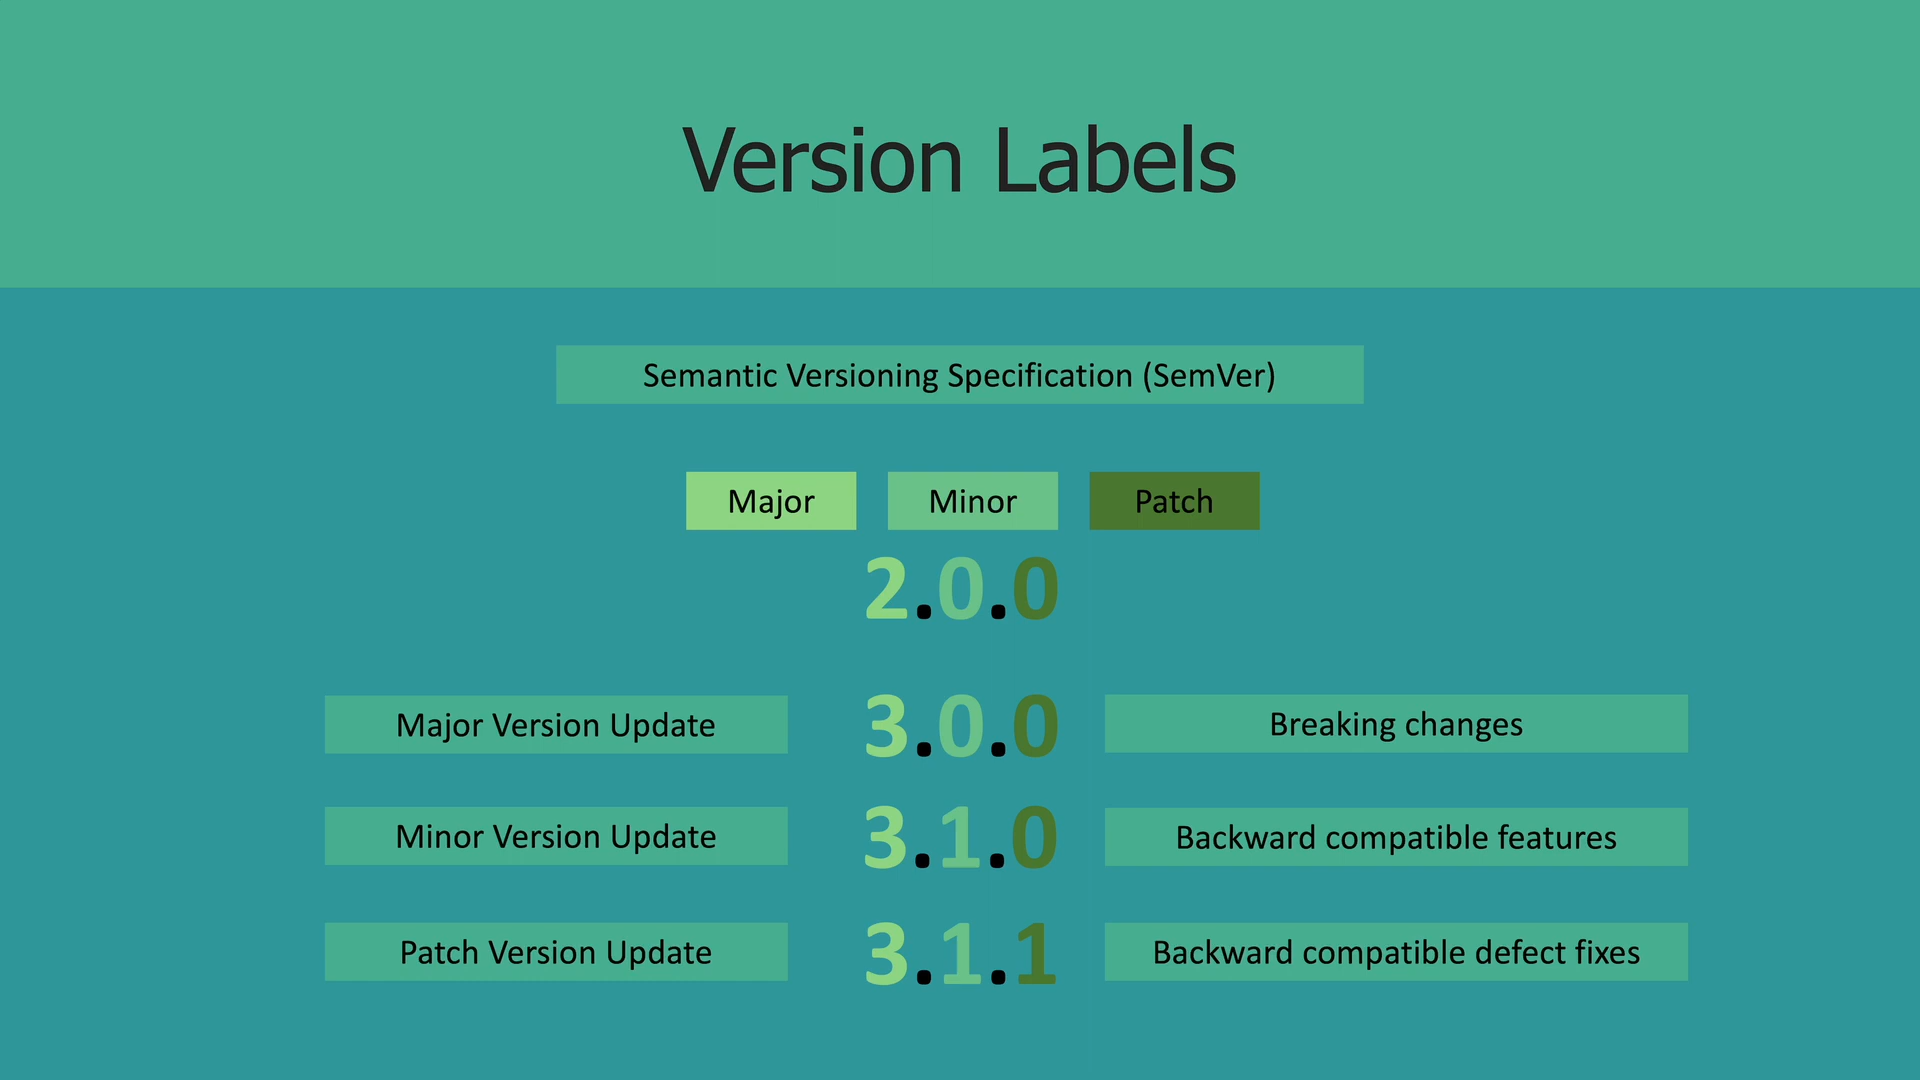 Version Labels
Semantic Versioning Specification (SemVer)
Major Minor Patch
2.0.0
Major Version Update 3.0.0 Breaking changes
Minor Version Update 3.1.0 Backward compatible features
Patch Version Update 3.1.1 Backward compatible defect fixes